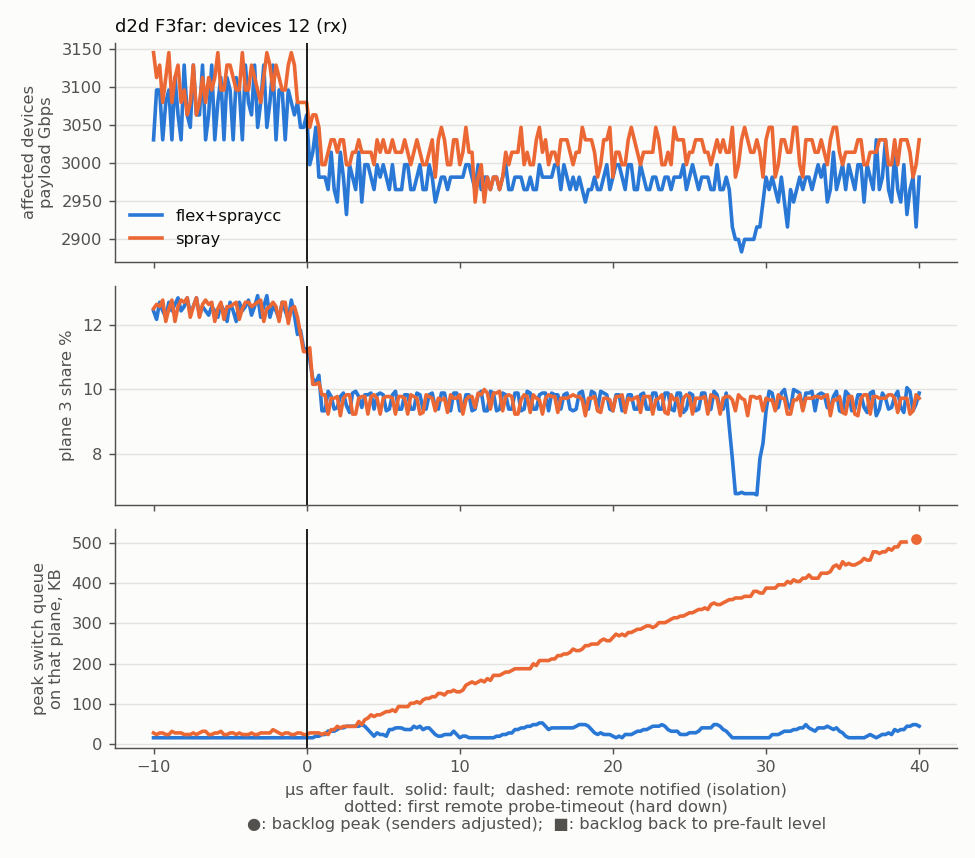 d2d F3far: devices 12 (rx)
affected devices
payload Gbps
3150
3100
3050
3000
2950
2900
flex+spraycc
spray
plane 3 share %
12
10
8
peak switch queue
on that plane, KB
500
400
300
200
100
0
−10
0
10
20
30
40
μs after fault.  solid: fault;  dashed: remote notified (isolation)
dotted: first remote probe-timeout (hard down)
●: backlog peak (senders adjusted);  ■: backlog back to pre-fault level